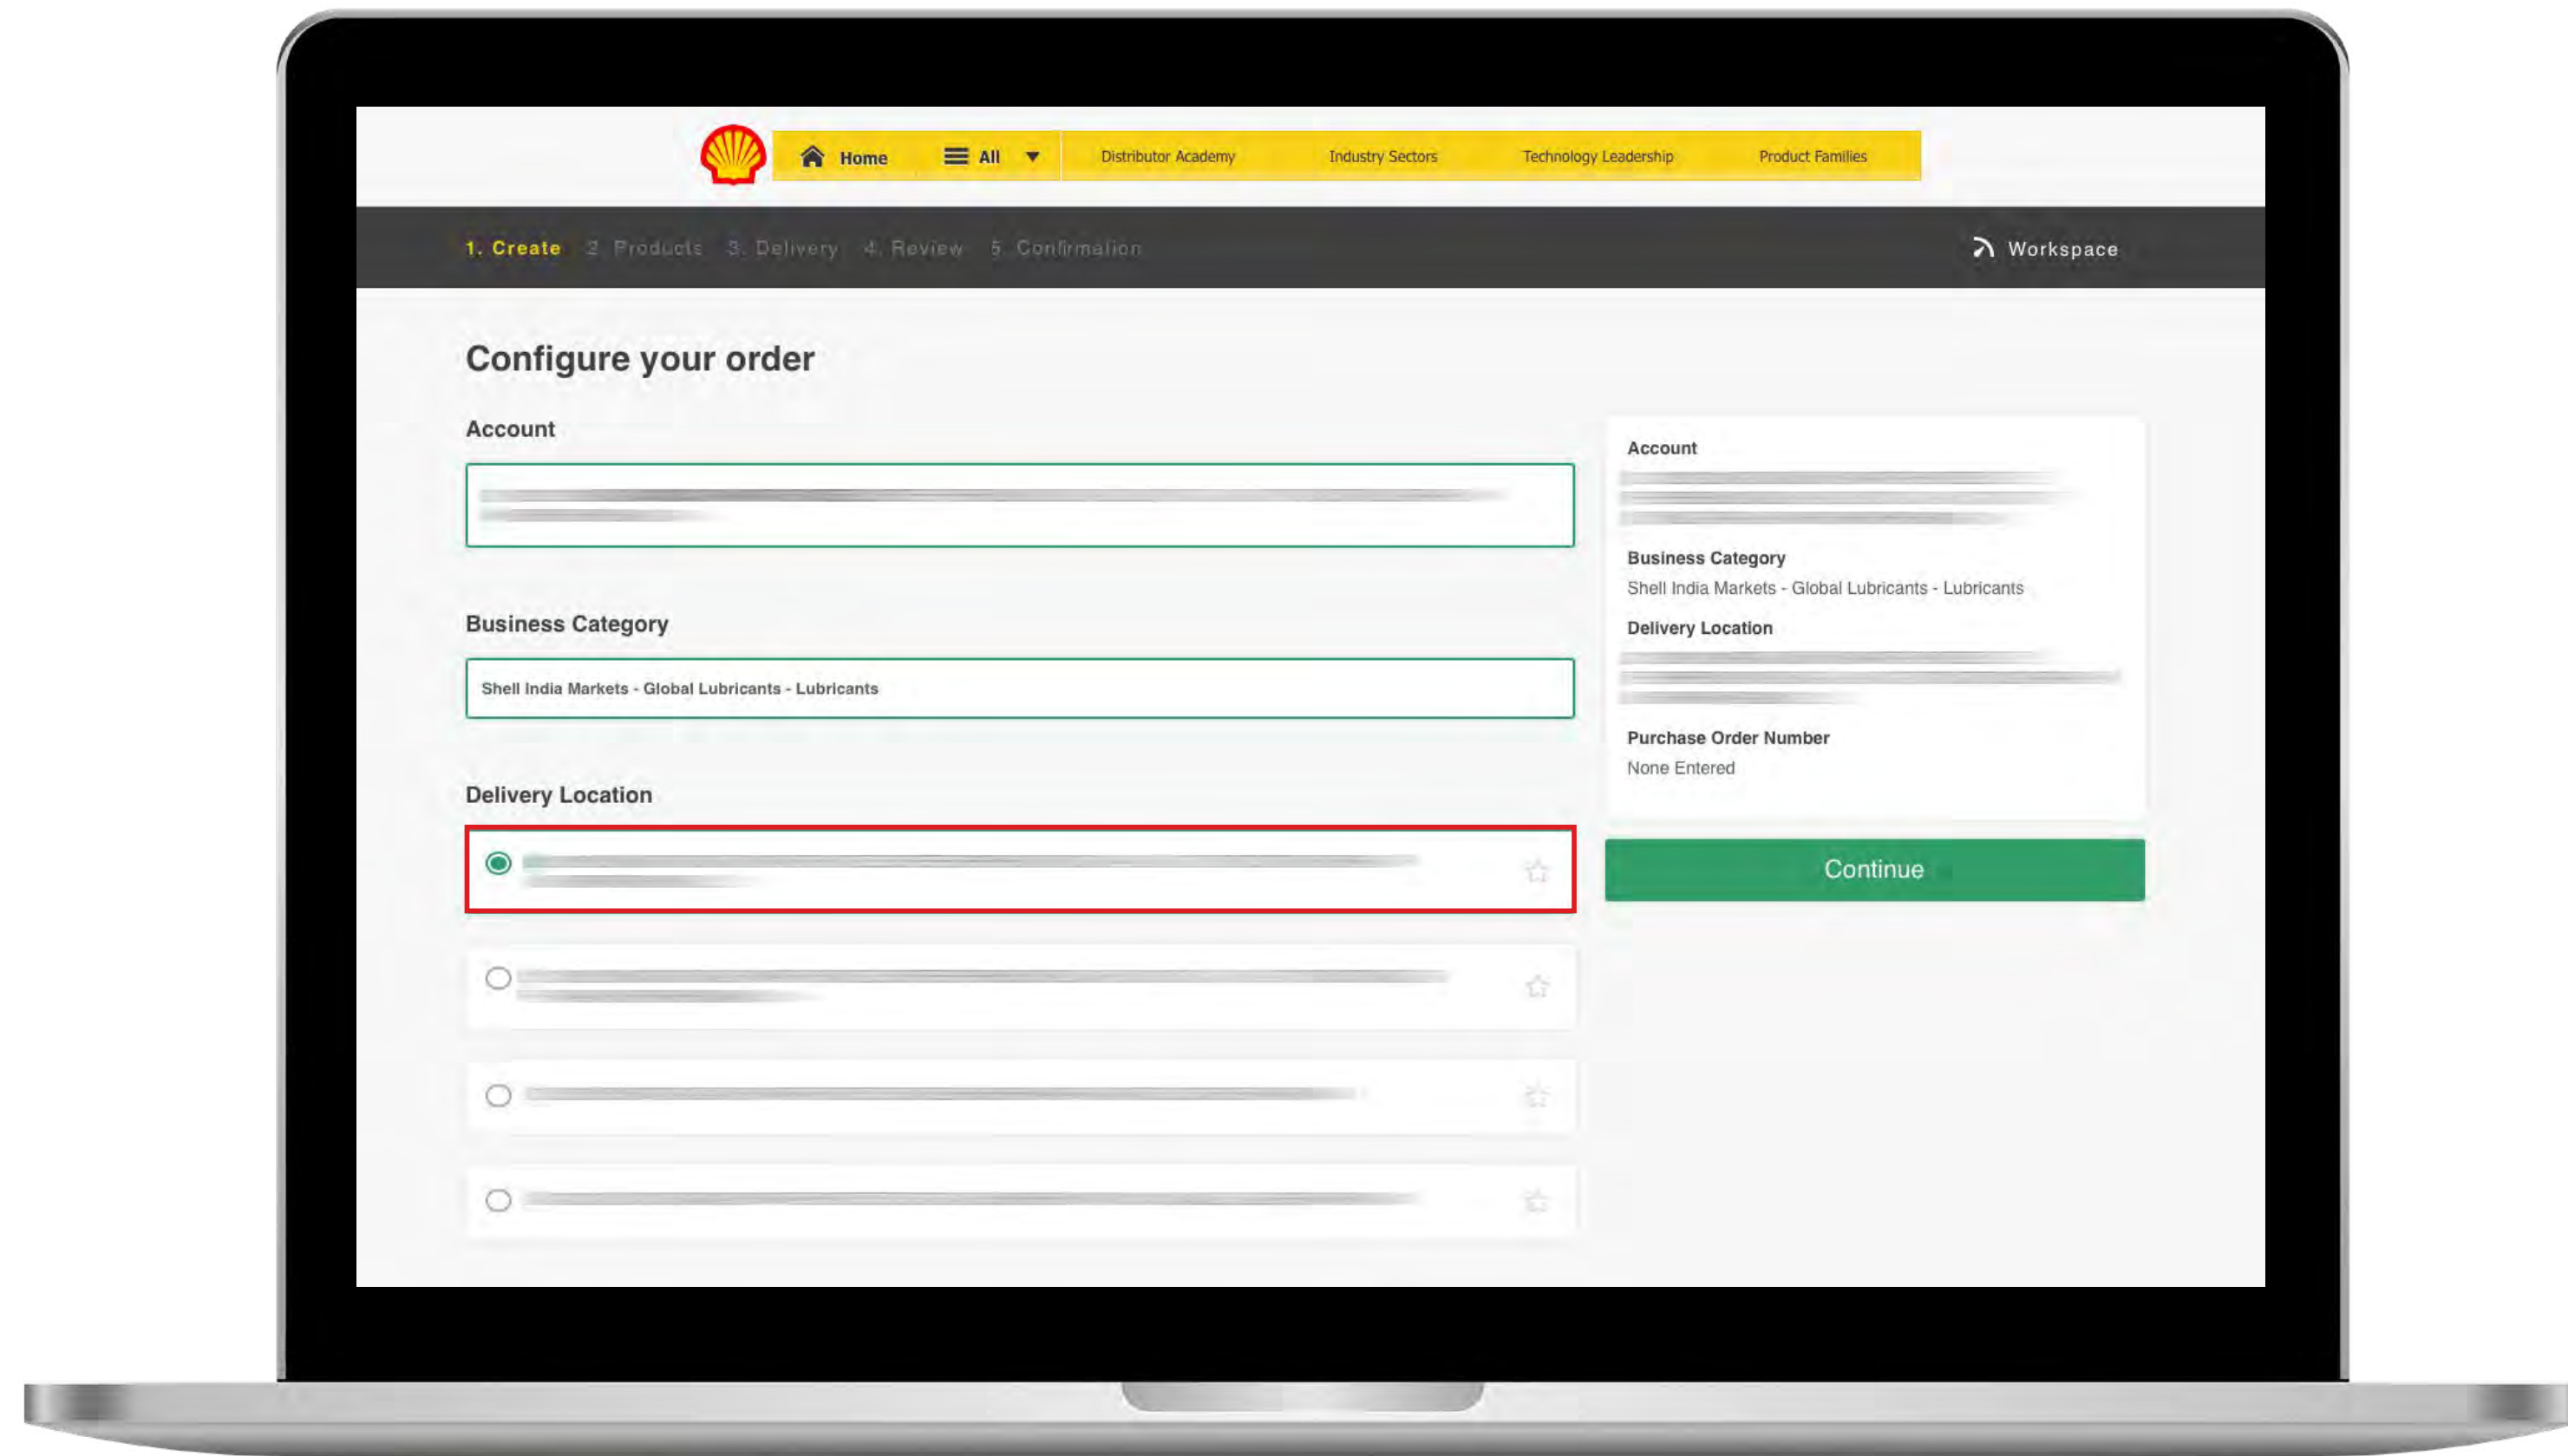 Home
All
Distributor Academy
Industry Sectors
Technology Leadership
Product Families
1. Create 2. Products 3. Delivery 4. Review 5. Confirmation
Workspace
Configure your order
Account
Business Category
Shell India Markets - Global Lubricants - Lubricants
Delivery Location
Account
Business Category
Shell India Markets - Global Lubricants - Lubricants
Delivery Location
Purchase Order Number
None Entered
Continue